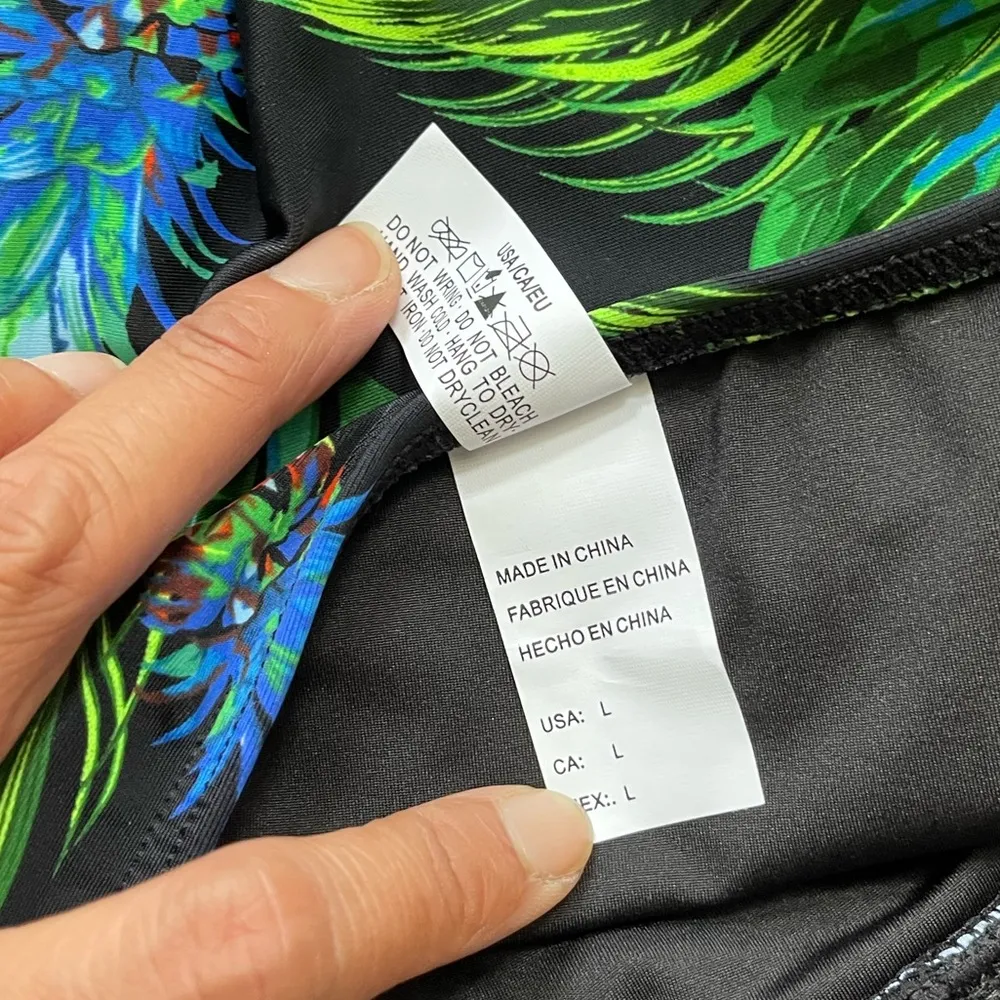 USA/CA/EU
DO NOT WRING· DO NOT BLEACH
HAND WASH COLD· HANG TO DRY·
IRON·DO NOT DRYCLEAN
MADE IN CHINA
FABRIQUE EN CHINA
HECHO EN CHINA
USA: L
CA: L
EX:. L